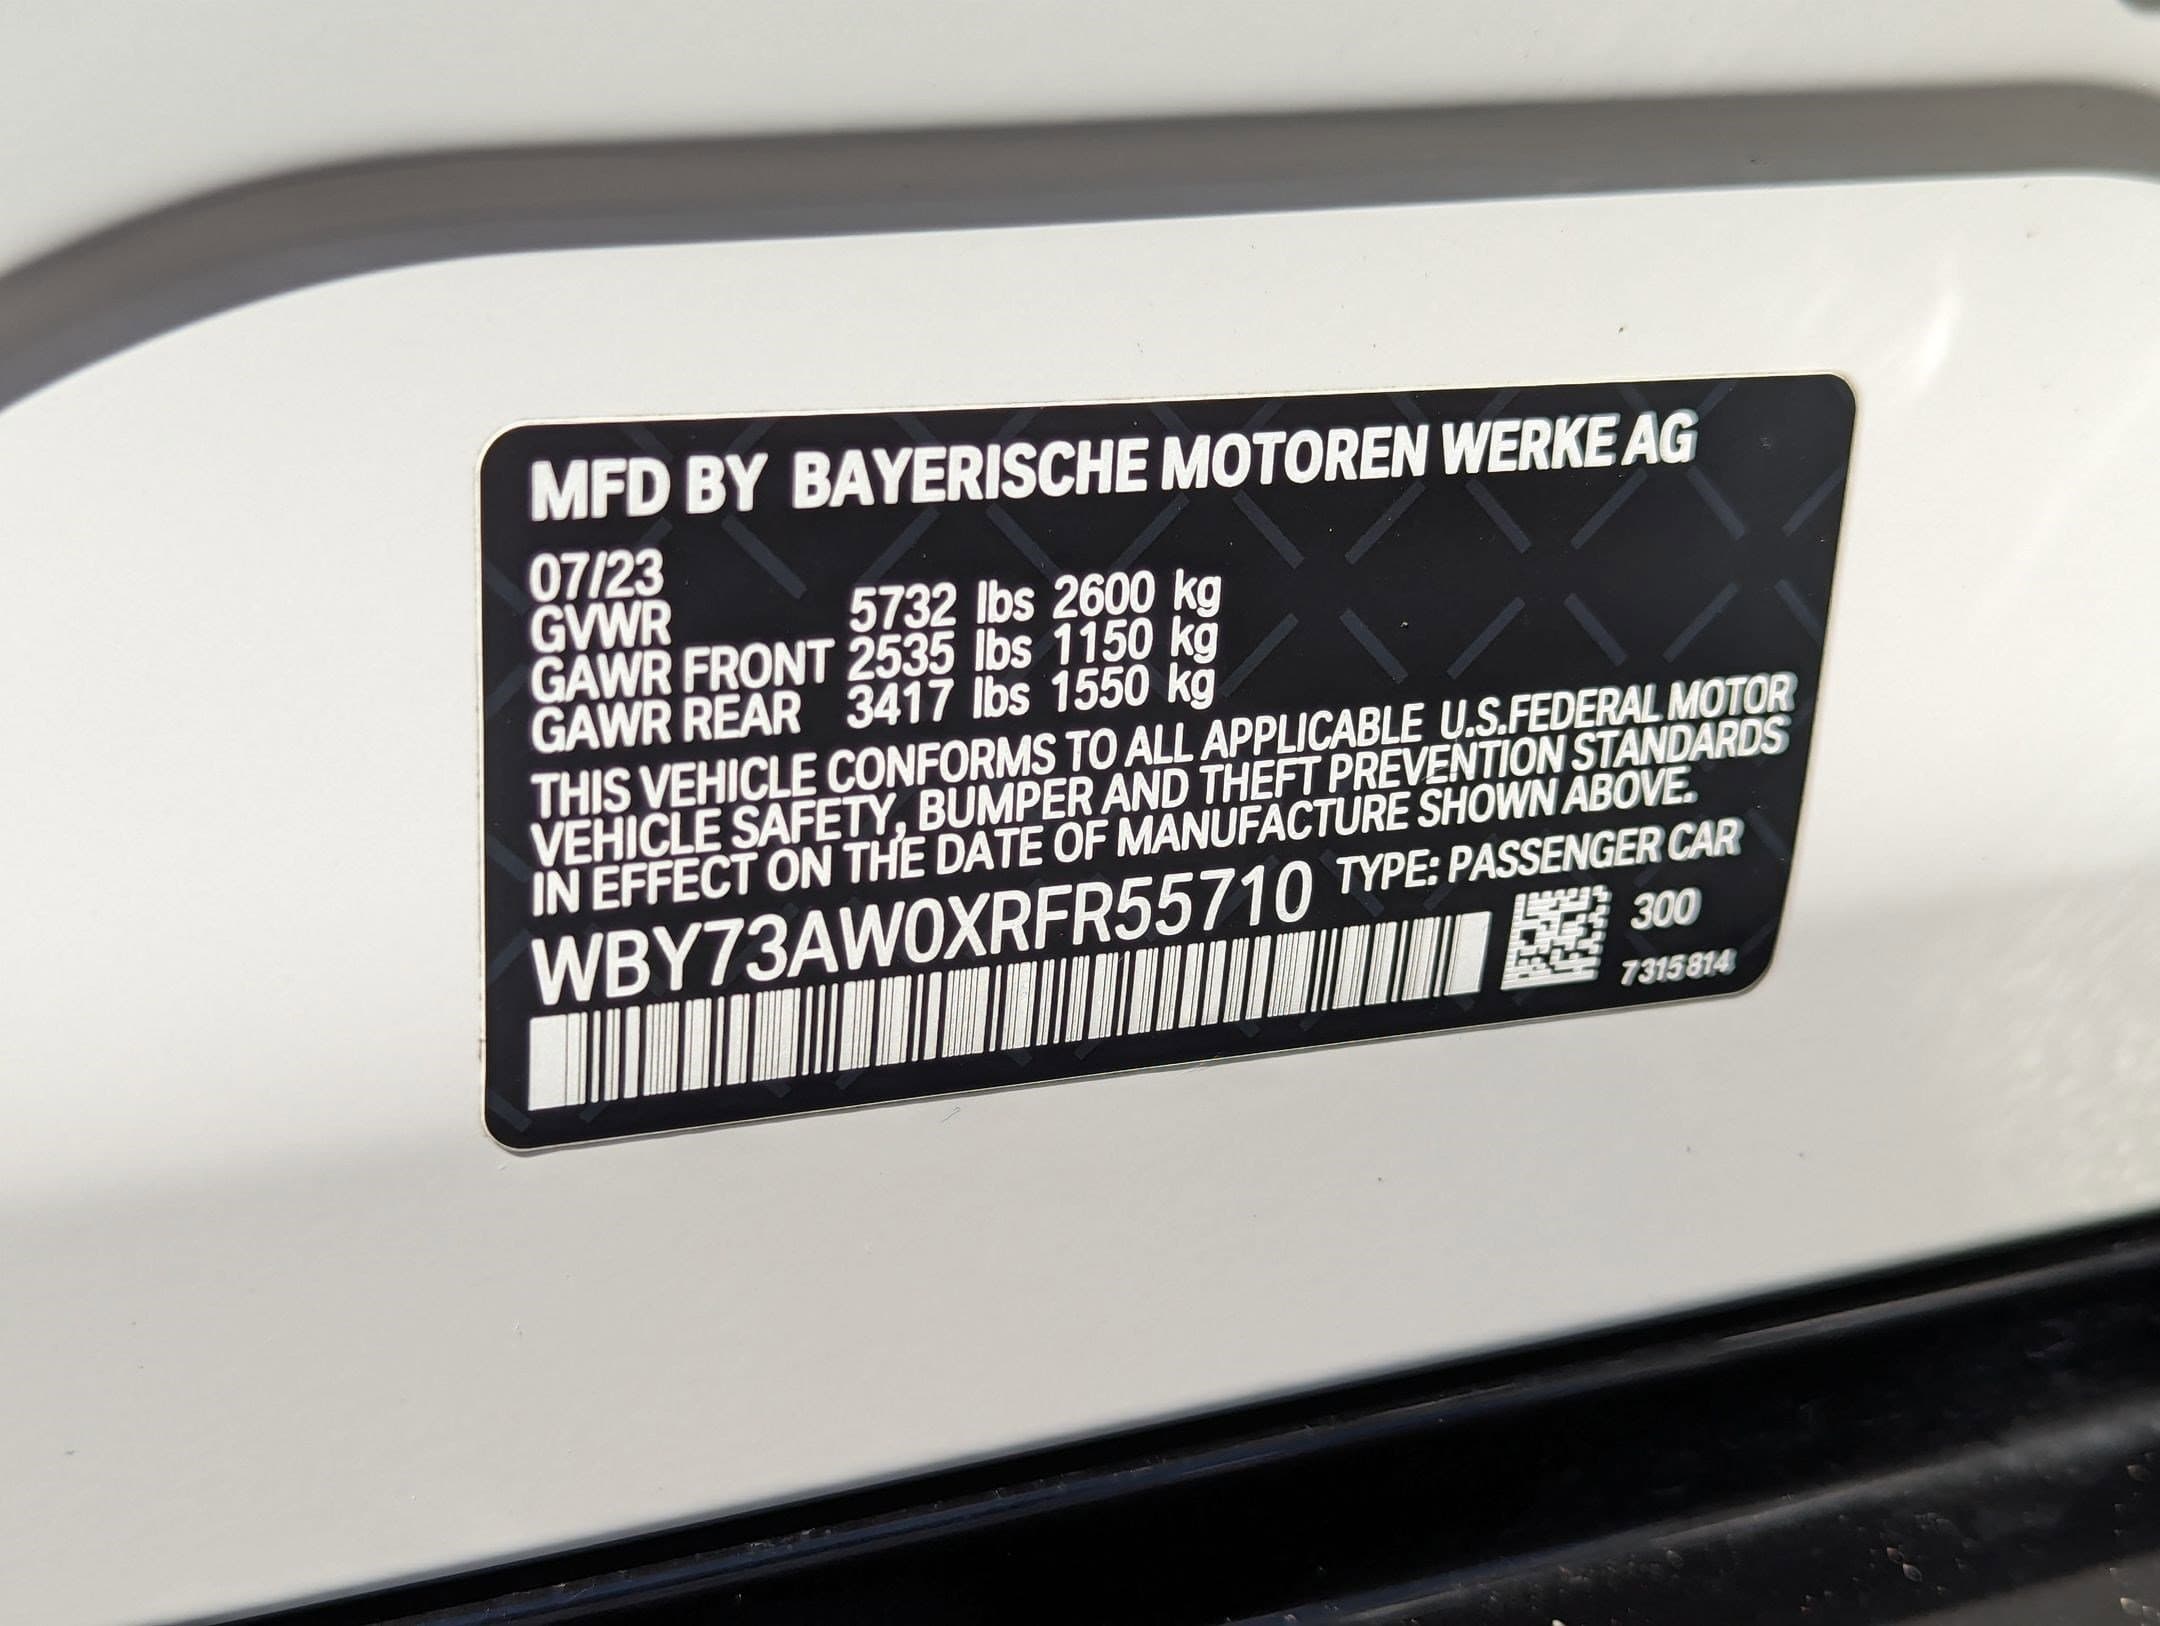 MFD BY BAYERISCHE MOTOREN WERKE AG
07/23
GVWR 5732 lbs 2600 kg
GAWR FRONT 2535 lbs 1150 kg
GAWR REAR 3417 lbs 1550 kg
THIS VEHICLE CONFORMS TO ALL APPLICABLE U.S.FEDERAL MOTOR
VEHICLE SAFETY, BUMPER AND THEFT PREVENTION STANDARDS
IN EFFECT ON THE DATE OF MANUFACTURE SHOWN ABOVE.
WBY73AW0XRFR55710 TYPE: PASSENGER CAR
300
7315814